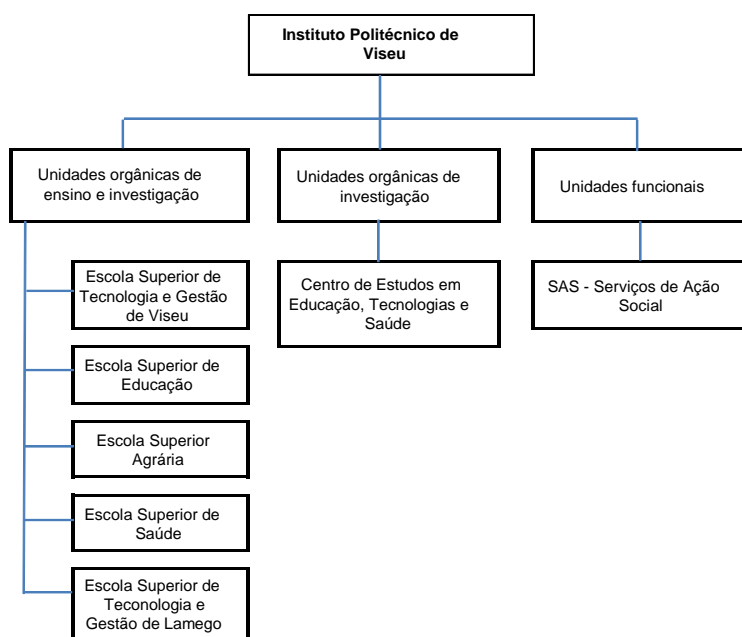 Instituto Politécnico de
Viseu
Unidades orgânicas de
ensino e investigação
Unidades orgânicas de
investigação
Unidades funcionais
Escola Superior de
Tecnologia e Gestão
de Viseu
Centro de Estudos em
Educação, Tecnologias e
Saúde
SAS - Serviços de Ação
Social
Escola Superior de
Educação
Escola Superior
Agrária
Escola Superior de
Saúde
Escola Superior de
Teconologia e
Gestão de Lamego